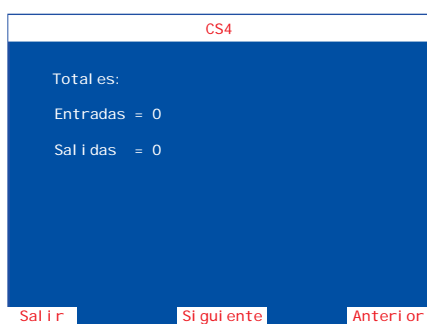 CS4
Totales:
Entradas = 0
Salidas = 0
Salir Siguiente Anterior